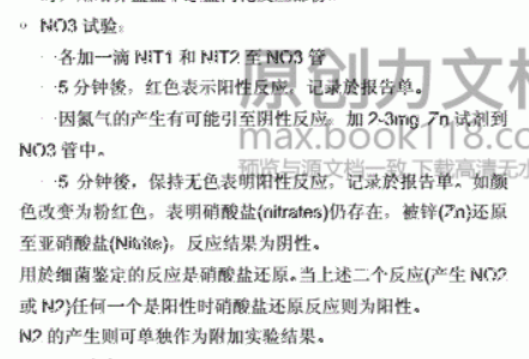 ◦ NO3 试验:
·各加一滴 NIT1 和 NIT2 至 NO3 管
·5 分钟後，红色表示阳性反应，记录於报告单。
·因氮气的产生有可能引至阴性反应，加 2-3mg Zn 试剂到
NO3 管中。
·5 分钟後，保持无色表明阳性反应，记录於报告单。如颜
色改变为粉红色，表明硝酸盐(nitrates)仍存在，被锌(Zn)还原
至亚硝酸盐(Nitrite)，反应结果为阴性。
用於细菌鉴定的反应是硝酸盐还原。当上述二个反应(产生 NO2
或 N2)任何一个是阳性时硝酸盐还原反应则为阳性。
N2 的产生则可单独作为附加实验结果。
原创力文档
max.book118.co
预览与源文档一致 下载高清无水